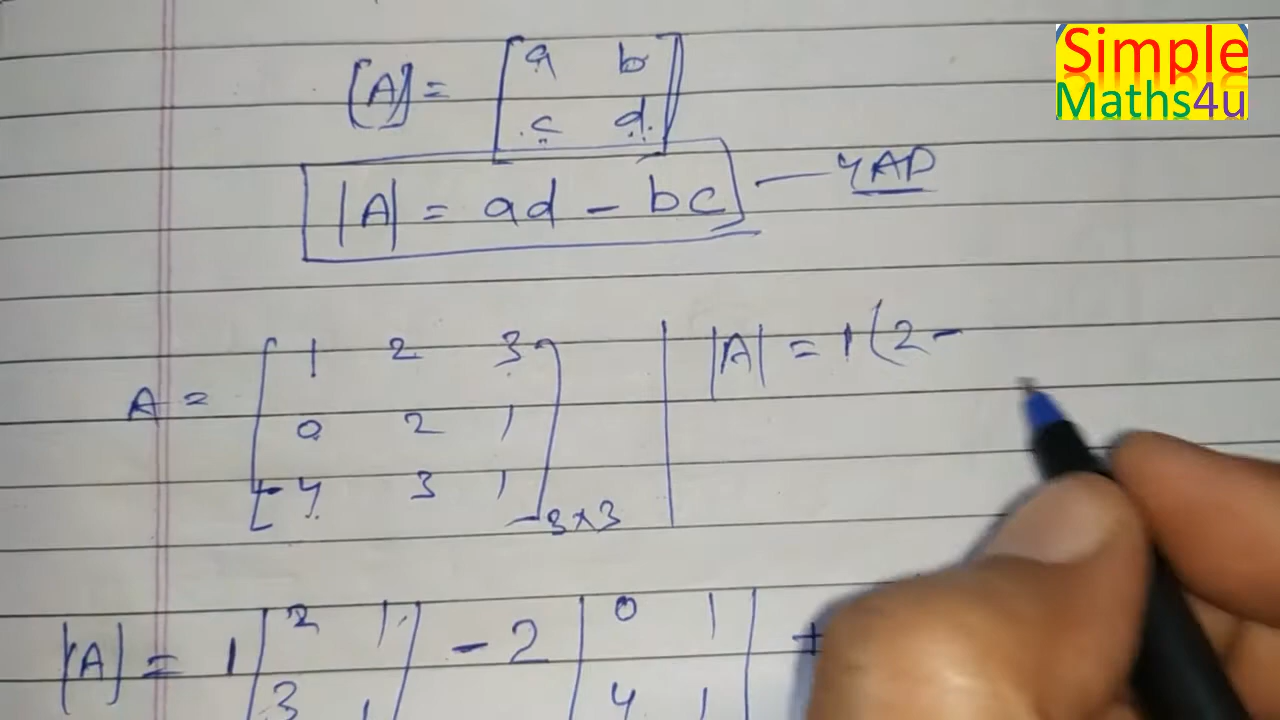 Simple
Maths4u
[A] = [ a b
c d ]
|A| = ad - bc — YAD
A = [ 1 2 3
0 2 1
4 3 1 ] 3×3
|A| = 1(2 -
|A| = 1 | 2 1 | - 2 | 0 1 | +
3 1 4 1